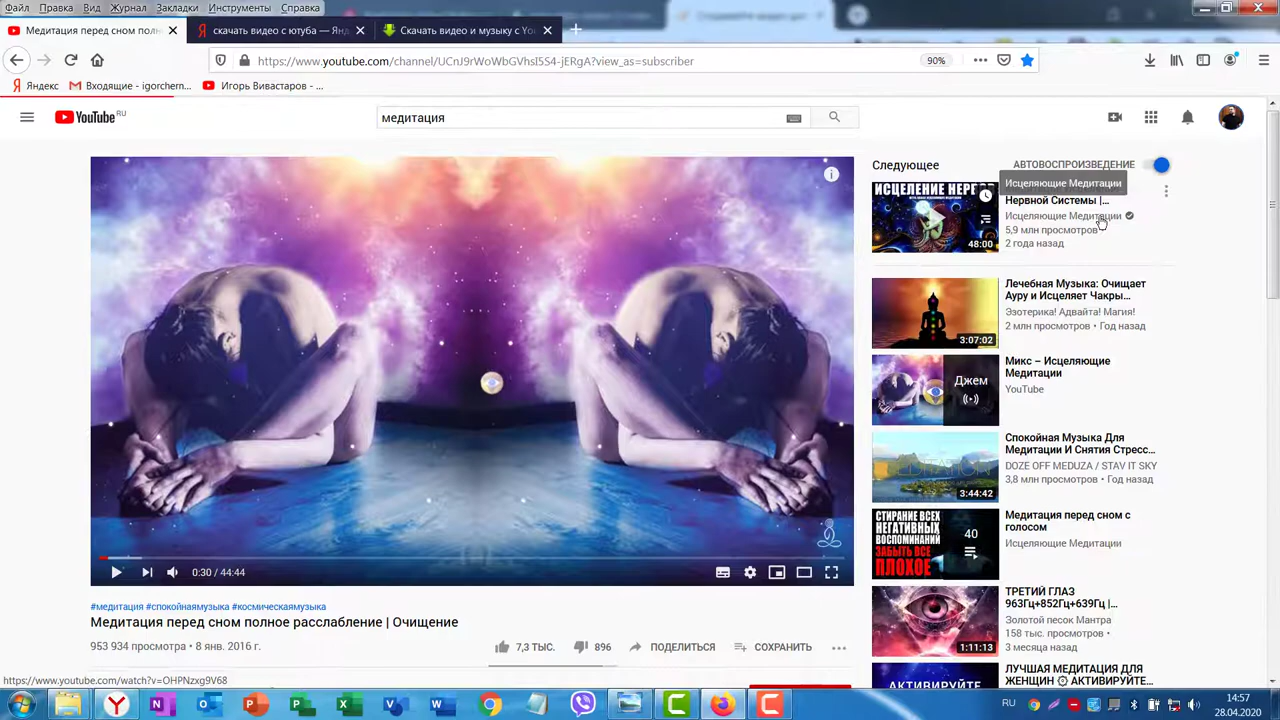 Файл Правка Вид Журнал Закладки Инструменты Справка
Медитация перед сном полн
скачать видео с ютуба — Янд
Скачать видео и музыку с You
https://www.youtube.com/channel/UCnJ9rWoWbGVhsI5S4-jERgA?view_as=subscriber
90%
Яндекс
Входящие - igorchern...
Игорь Вивастаров - ...
YouTube RU
медитация
Следующее
АВТОВОСПРОИЗВЕДЕНИЕ
Исцеляющие Медитации
ИСЦЕЛЕНИЕ НЕРВ
48:00
Нервной Системы |...
Исцеляющие Медитации
5,9 млн просмотров
2 года назад
3:07:02
Лечебная Музыка: Очищает
Ауру и Исцеляет Чакры...
Эзотерика! Адвайта! Магия!
2 млн просмотров • Год назад
Джем
Микс – Исцеляющие
Медитации
YouTube
MEDITATION
3:44:42
Спокойная Музыка Для
Медитации И Снятия Стресс...
DOZE OFF MEDUZA / STAV IT SKY
3,8 млн просмотров • Год назад
СТИРАНИЕ ВСЕХ
НЕГАТИВНЫХ
ВОСПОМИНАНИЙ
ЗАБЫТЬ ВСЕ
ПЛОХОЕ
40
Медитация перед сном с
голосом
Исцеляющие Медитации
1:11:13
ТРЕТИЙ ГЛАЗ
963Гц+852Гц+639Гц |...
Золотой песок Мантра
158 тыс. просмотров •
3 месяца назад
АКТИВИРУЙТЕ
ЛУЧШАЯ МЕДИТАЦИЯ ДЛЯ
ЖЕНЩИН АКТИВИРУЙТЕ...
0:30 / 44:44
#медитация #спокойнаямузыка #космическаямузыка
Медитация перед сном полное расслабление | Очищение
953 934 просмотра • 8 янв. 2016 г.
7,3 ТЫС.
896
ПОДЕЛИТЬСЯ
СОХРАНИТЬ
https://www.youtube.com/watch?v=OHPNzxg9V68
RU
14:57
28.04.2020